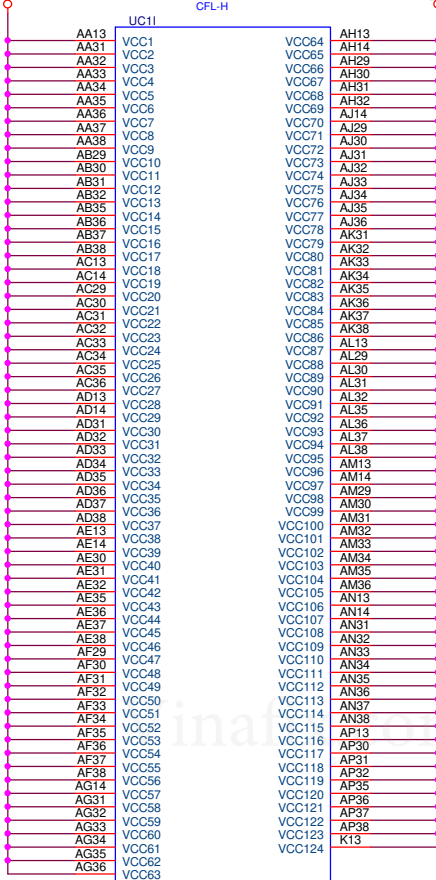 CFL-H
UC1I
AA13 VCC1 VCC64 AH13
AA31 VCC2 VCC65 AH14
AA32 VCC3 VCC66 AH29
AA33 VCC4 VCC67 AH30
AA34 VCC5 VCC68 AH31
AA35 VCC6 VCC69 AH32
AA36 VCC7 VCC70 AJ14
AA37 VCC8 VCC71 AJ29
AA38 VCC9 VCC72 AJ30
AB29 VCC10 VCC73 AJ31
AB30 VCC11 VCC74 AJ32
AB31 VCC12 VCC75 AJ33
AB32 VCC13 VCC76 AJ34
AB35 VCC14 VCC77 AJ35
AB36 VCC15 VCC78 AJ36
AB37 VCC16 VCC79 AK31
AB38 VCC17 VCC80 AK32
AC13 VCC18 VCC81 AK33
AC14 VCC19 VCC82 AK34
AC29 VCC20 VCC83 AK35
AC30 VCC21 VCC84 AK36
AC31 VCC22 VCC85 AK37
AC32 VCC23 VCC86 AK38
AC33 VCC24 VCC87 AL13
AC34 VCC25 VCC88 AL29
AC35 VCC26 VCC89 AL30
AC36 VCC27 VCC90 AL31
AD13 VCC28 VCC91 AL32
AD14 VCC29 VCC92 AL35
AD31 VCC30 VCC93 AL36
AD32 VCC31 VCC94 AL37
AD33 VCC32 VCC95 AL38
AD34 VCC33 VCC96 AM13
AD35 VCC34 VCC97 AM14
AD36 VCC35 VCC98 AM29
AD37 VCC36 VCC99 AM30
AD38 VCC37 VCC100 AM31
AE13 VCC38 VCC101 AM32
AE14 VCC39 VCC102 AM33
AE30 VCC40 VCC103 AM34
AE31 VCC41 VCC104 AM35
AE32 VCC42 VCC105 AM36
AE35 VCC43 VCC106 AN13
AE36 VCC44 VCC107 AN14
AE37 VCC45 VCC108 AN31
AE38 VCC46 VCC109 AN32
AF29 VCC47 VCC110 AN33
AF30 VCC48 VCC111 AN34
AF31 VCC49 VCC112 AN35
AF32 VCC50 VCC113 AN36
AF33 VCC51 VCC114 AN37
AF34 VCC52 VCC115 AN38
AF35 VCC53 VCC116 AP13
AF36 VCC54 VCC117 AP30
AF37 VCC55 VCC118 AP31
AF38 VCC56 VCC119 AP32
AG14 VCC57 VCC120 AP35
AG31 VCC58 VCC121 AP36
AG32 VCC59 VCC122 AP37
AG33 VCC60 VCC123 AP38
AG34 VCC61 VCC124 K13
AG35 VCC62
AG36 VCC63